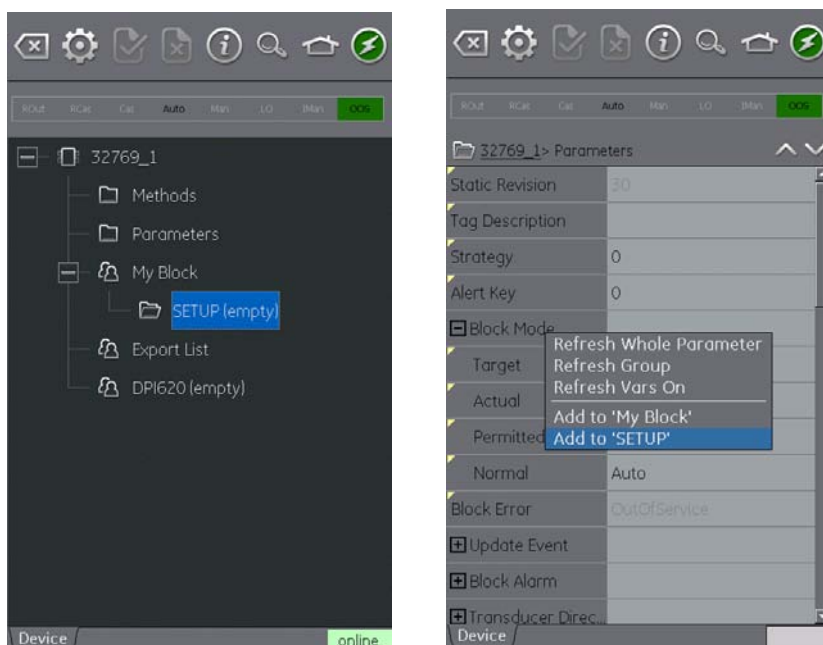 ROut RCas Cas Auto Man LO IMan OOS
32769_1
Methods
Parameters
My Block
SETUP (empty)
Export List
DPI620 (empty)
Device
online
ROut RCas Cas Auto Man LO IMan OOS
32769_1> Parameters
Static Revision 30
Tag Description
Strategy 0
Alert Key 0
Block Mode
Refresh Whole Parameter
Target
Refresh Group
Refresh Vars On
Actual
Add to 'My Block'
Permitted
Add to 'SETUP'
Normal Auto
Block Error OutOfService
Update Event
Block Alarm
Transducer Direc...
Device